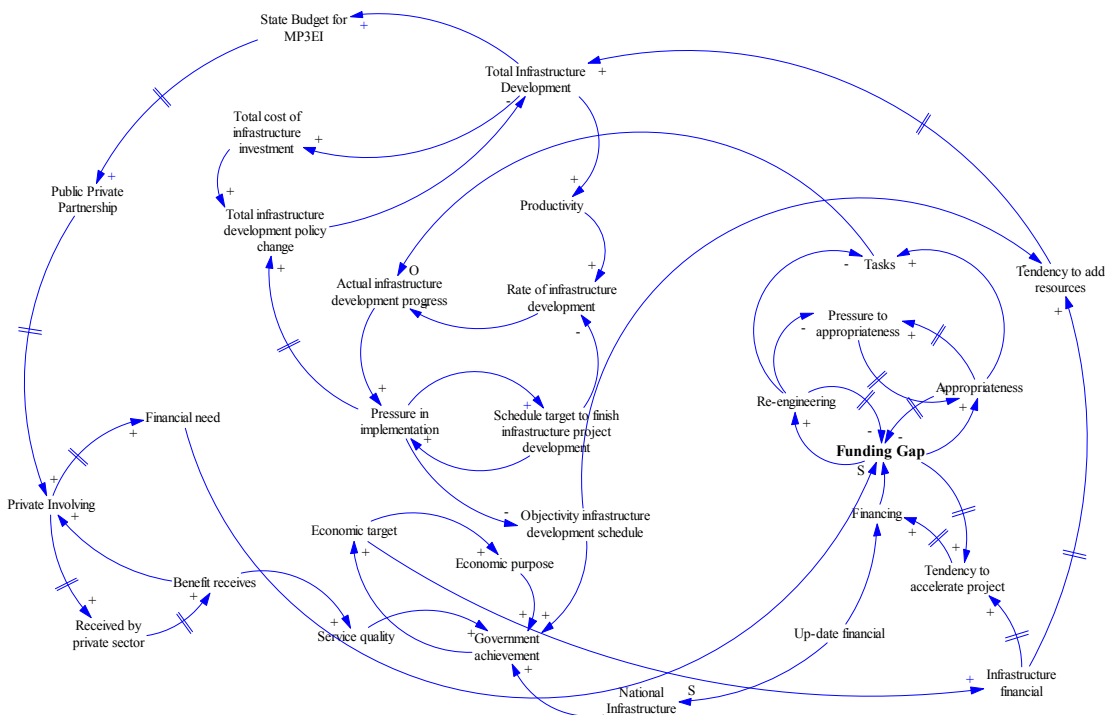 State Budget for
MP3EI
+
Total Infrastructure
Development
+
-
Total cost of
infrastructure
investment
+
+
Public Private
Partnership
+
Total infrastructure
development policy
change
+
+
Productivity
+
O
Actual infrastructure
development progress
-
Rate of infrastructure
development
+
-
Tasks
-
+
Tendency to add
resources
-
+
Pressure to
appropriateness
-
+
Re-engineering
+
Appropriateness
+
+
Funding Gap
-
-
S
Financial need
+
Pressure in
implementation
+
+
Schedule target to finish
infrastructure project
development
+
Private Involving
+
+
Economic target
+
Objectivity infrastructure
development schedule
-
Financing
+
Economic purpose
+
Tendency to
accelerate project
+
+
Benefit receives
+
Received by
private sector
+
Service quality
+
Government
achievement
+
+
+
+
Up-date financial
National
Infrastructure
S
Infrastructure
financial
+